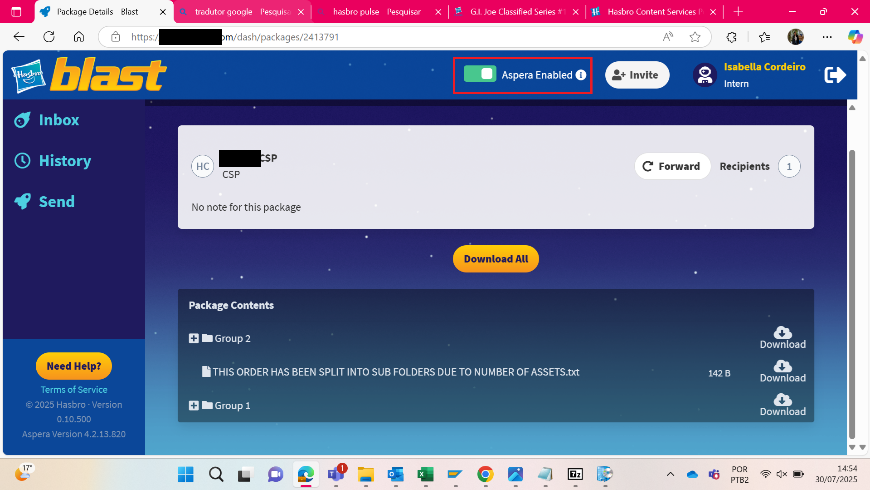 Package Details - Blast
tradutor google - Pesquisa
hasbro pulse - Pesquisar
G.I. Joe Classified Series #1
Hasbro Content Services P
https:/
om/dash/packages/2413791
Hasbro
blast
Aspera Enabled
Invite
Isabella Cordeiro
Intern
Inbox
History
Send
HC
CSP
CSP
Forward
Recipients
1
No note for this package
Download All
Package Contents
Group 2
Download
THIS ORDER HAS BEEN SPLIT INTO SUB FOLDERS DUE TO NUMBER OF ASSETS.txt
142 B
Download
Group 1
Download
Need Help?
Terms of Service
© 2025 Hasbro - Version
0.10.500
Aspera Version 4.2.13.820
17°
1
POR
PTB2
14:54
30/07/2025